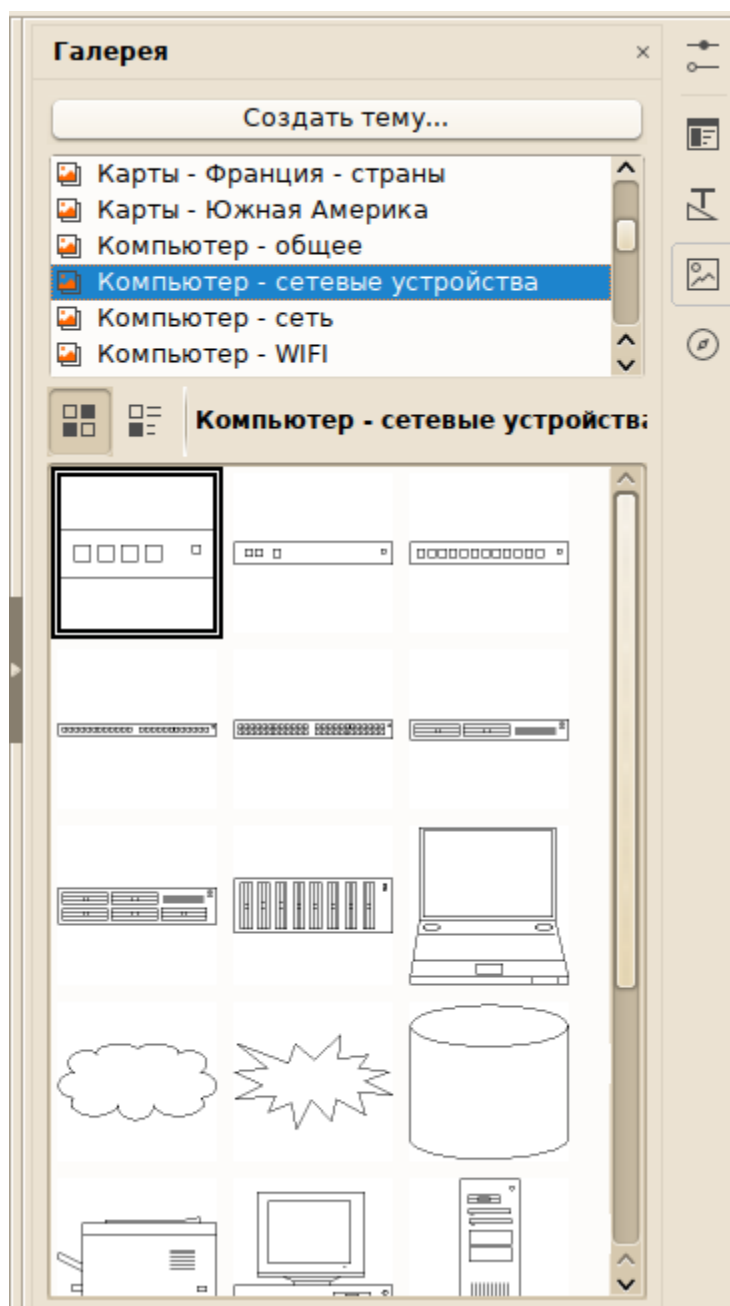 Галерея
Создать тему...
Карты - Франция - страны
Карты - Южная Америка
Компьютер - общее
Компьютер - сетевые устройства
Компьютер - сеть
Компьютер - WIFI
Компьютер - сетевые устройства